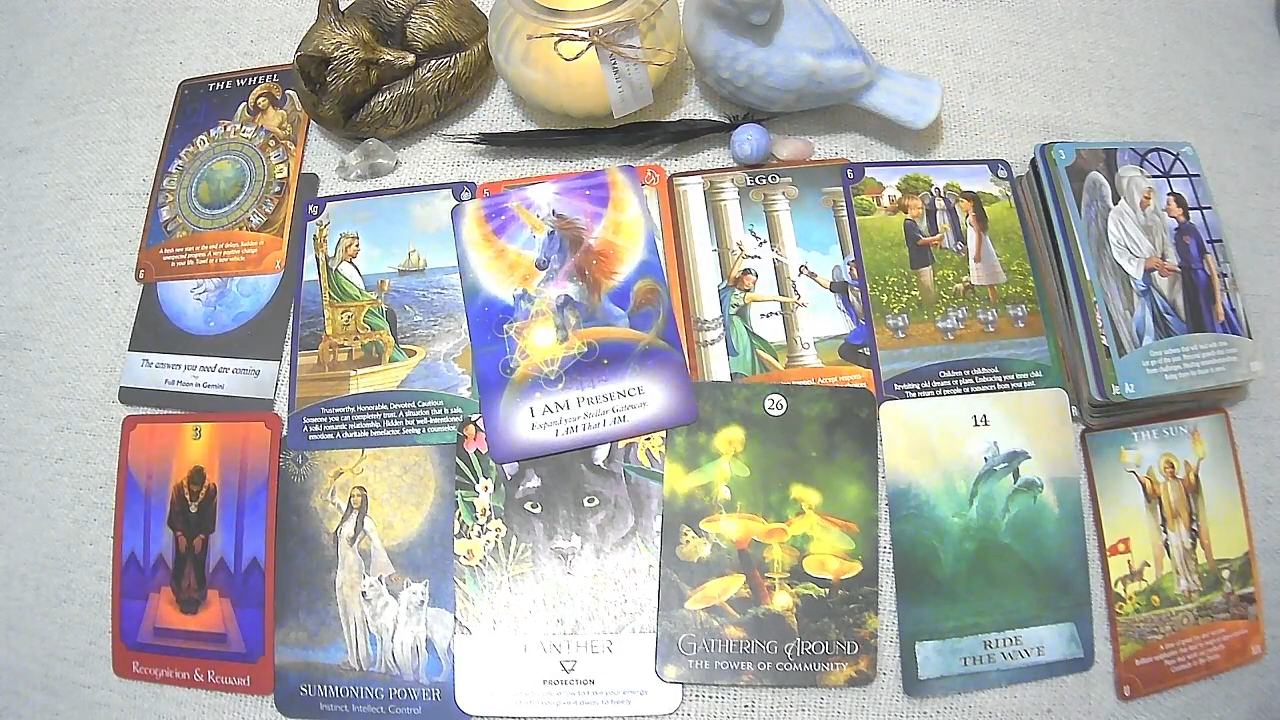 THE WHEEL
A fresh new start or the end of delays. Sudden or
unexpected progress. A very positive change
in your life. Travel or a new vehicle.
6
X
The answers you need are coming
Full Moon in Gemini
Kg
Trustworthy, Honorable, Devoted, Cautious
Someone you can completely trust. A situation that is safe.
A solid romantic relationship. Hidden but well-intentioned
emotions. A charitable benefactor. Seeing a counselor.
5
I AM PRESENCE
Expand your Stellar Gateway.
I AM That I AM.
EGO
Accept
6
Children or childhood.
Revisiting old dreams or plans. Embracing your inner child.
The return of people or romances from your past.
3
Az
3
Recognition & Reward
SUMMONING POWER
Instinct, Intellect, Control
PANTHER
PROTECTION
26
GATHERING AROUND
THE POWER OF COMMUNITY
14
RIDE
THE WAVE
THE SUN